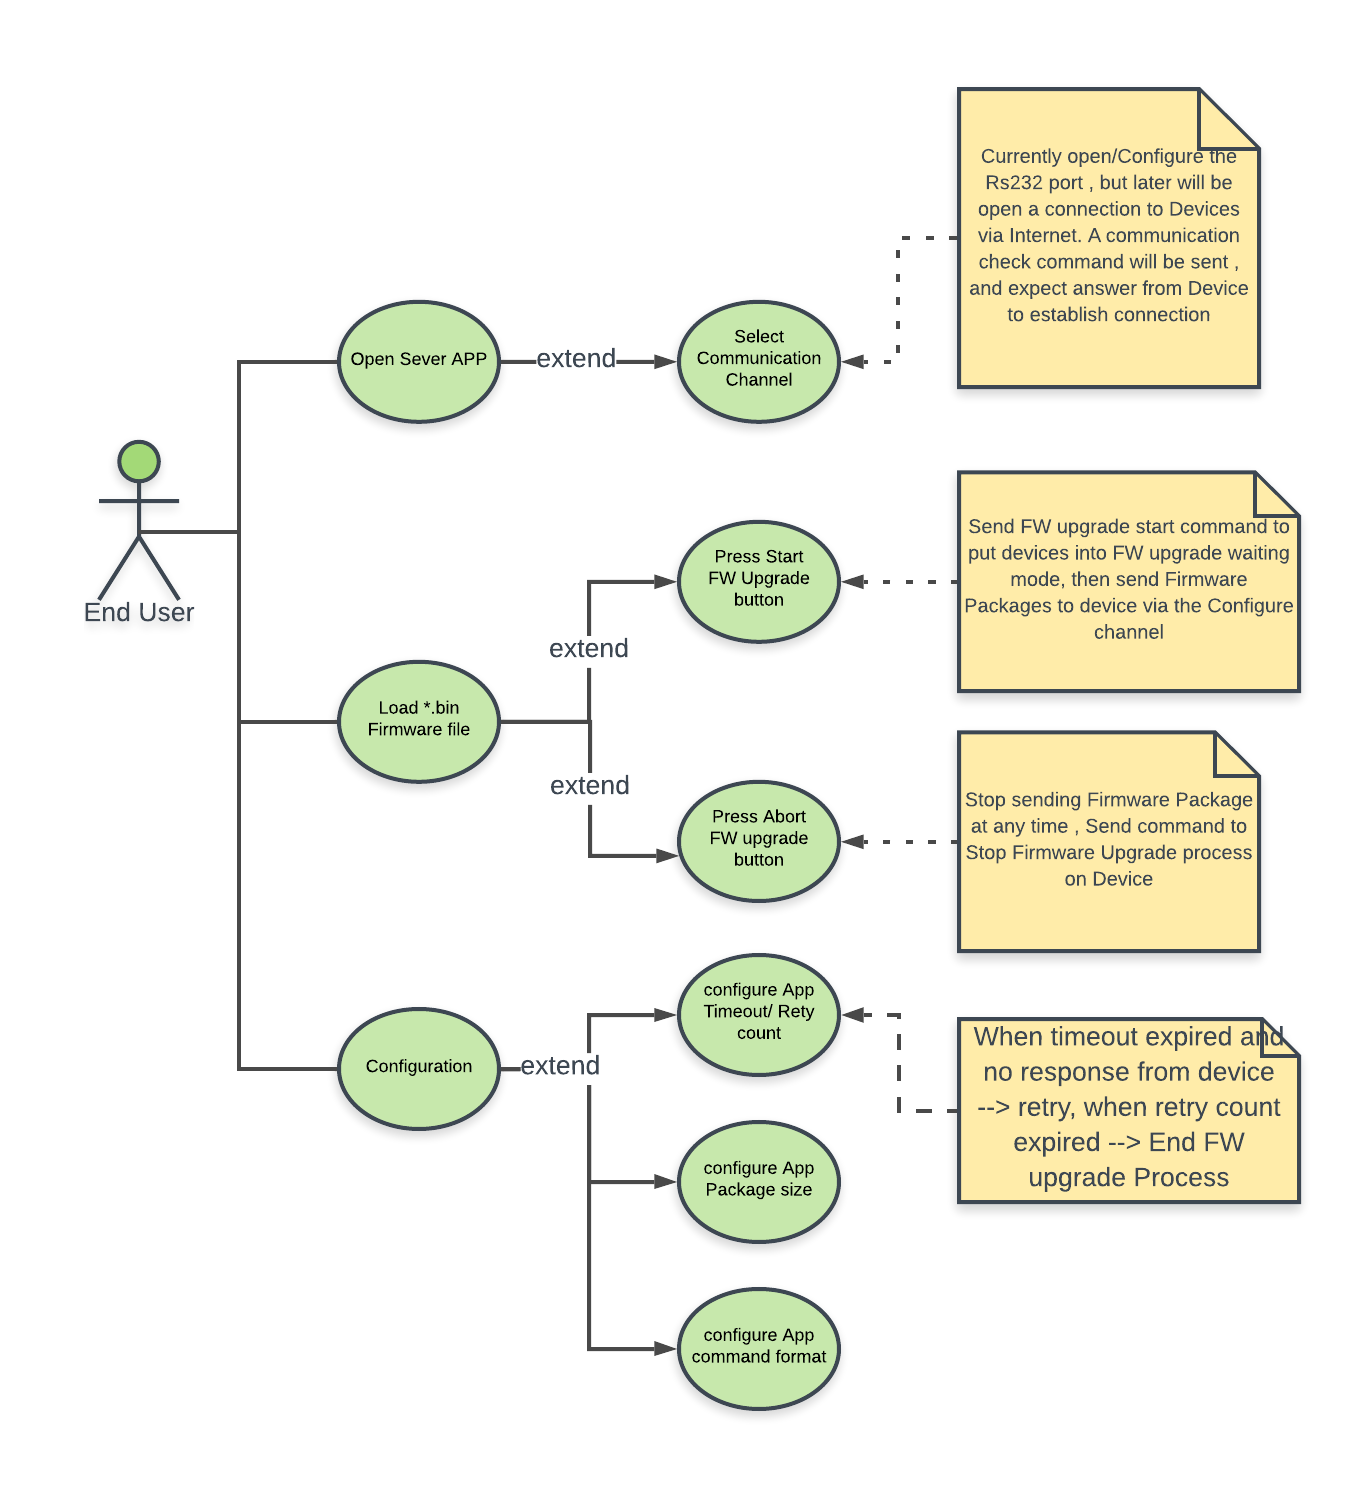 Currently open/Configure the
Rs232 port , but later will be
open a connection to Devices
via Internet. A communication
check command will be sent ,
and expect answer from Device
to establish connection
Open Sever APP
extend
Select
Communication
Channel
End User
Press Start
FW Upgrade
button
Send FW upgrade start command to
put devices into FW upgrade waiting
mode, then send Firmware
Packages to device via the Configure
channel
extend
Load *.bin
Firmware file
extend
Press Abort
FW upgrade
button
Stop sending Firmware Package
at any time , Send command to
Stop Firmware Upgrade process
on Device
Configuration
extend
configure App
Timeout/ Rety
count
When timeout expired and
no response from device
--> retry, when retry count
expired --> End FW
upgrade Process
configure App
Package size
configure App
command format